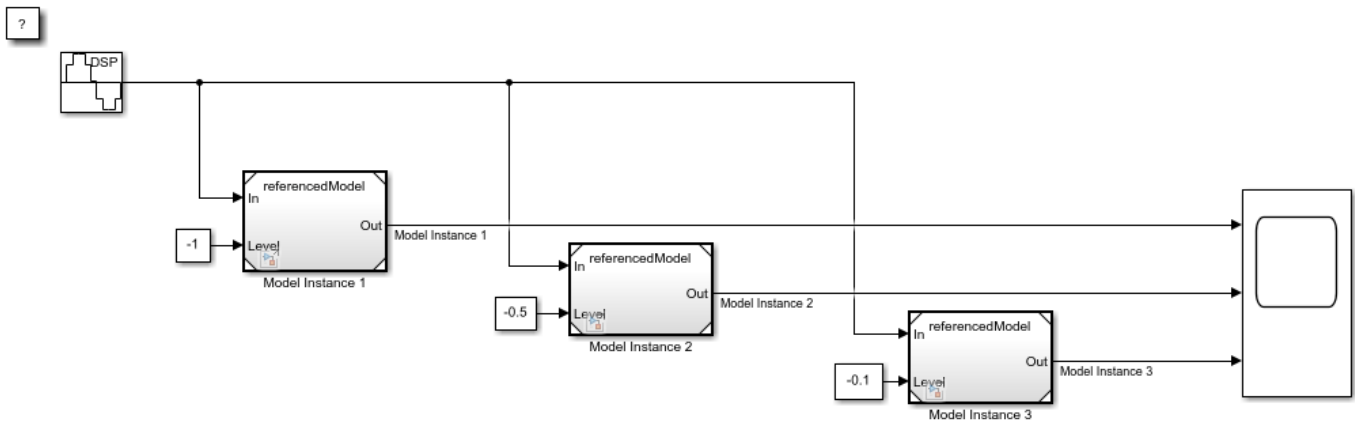 ?
DSP
referencedModel
In
Out
Model Instance 1
-1
Level
Model Instance 1
referencedModel
In
Out
Model Instance 2
-0.5
Level
Model Instance 2
referencedModel
In
Out
Model Instance 3
-0.1
Level
Model Instance 3